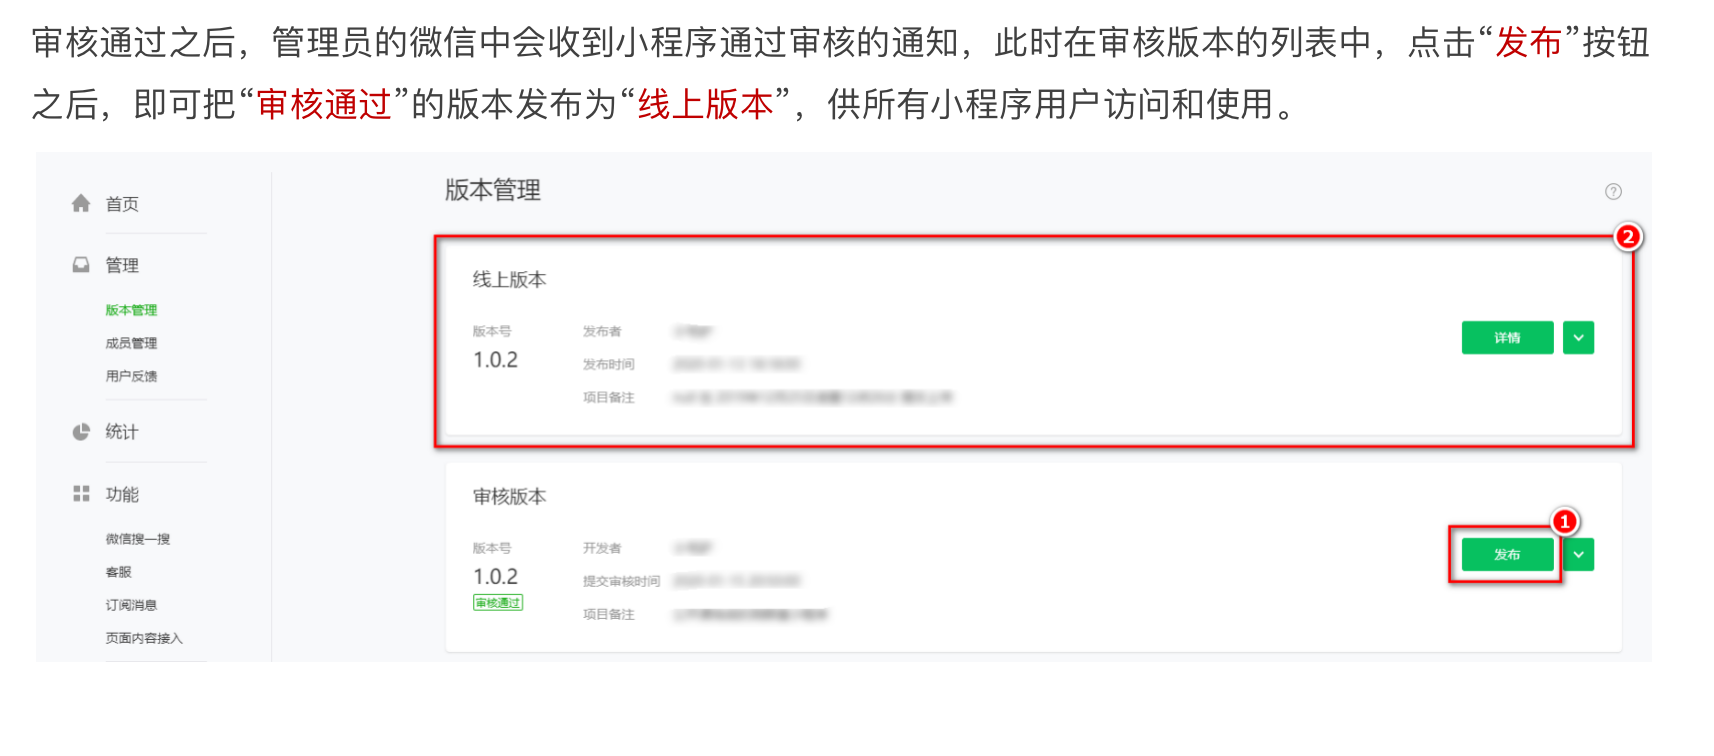 审核通过之后，管理员的微信中会收到小程序通过审核的通知，此时在审核版本的列表中，点击“发布”按钮
之后，即可把“审核通过”的版本发布为“线上版本”，供所有小程序用户访问和使用。
首页
管理
版本管理
成员管理
用户反馈
统计
功能
微信搜一搜
客服
订阅消息
页面内容接入
版本管理
?
2
线上版本
版本号
1.0.2
发布者
发布时间
项目备注
详情
审核版本
1
版本号
1.0.2
审核通过
开发者
提交审核时间
项目备注
发布